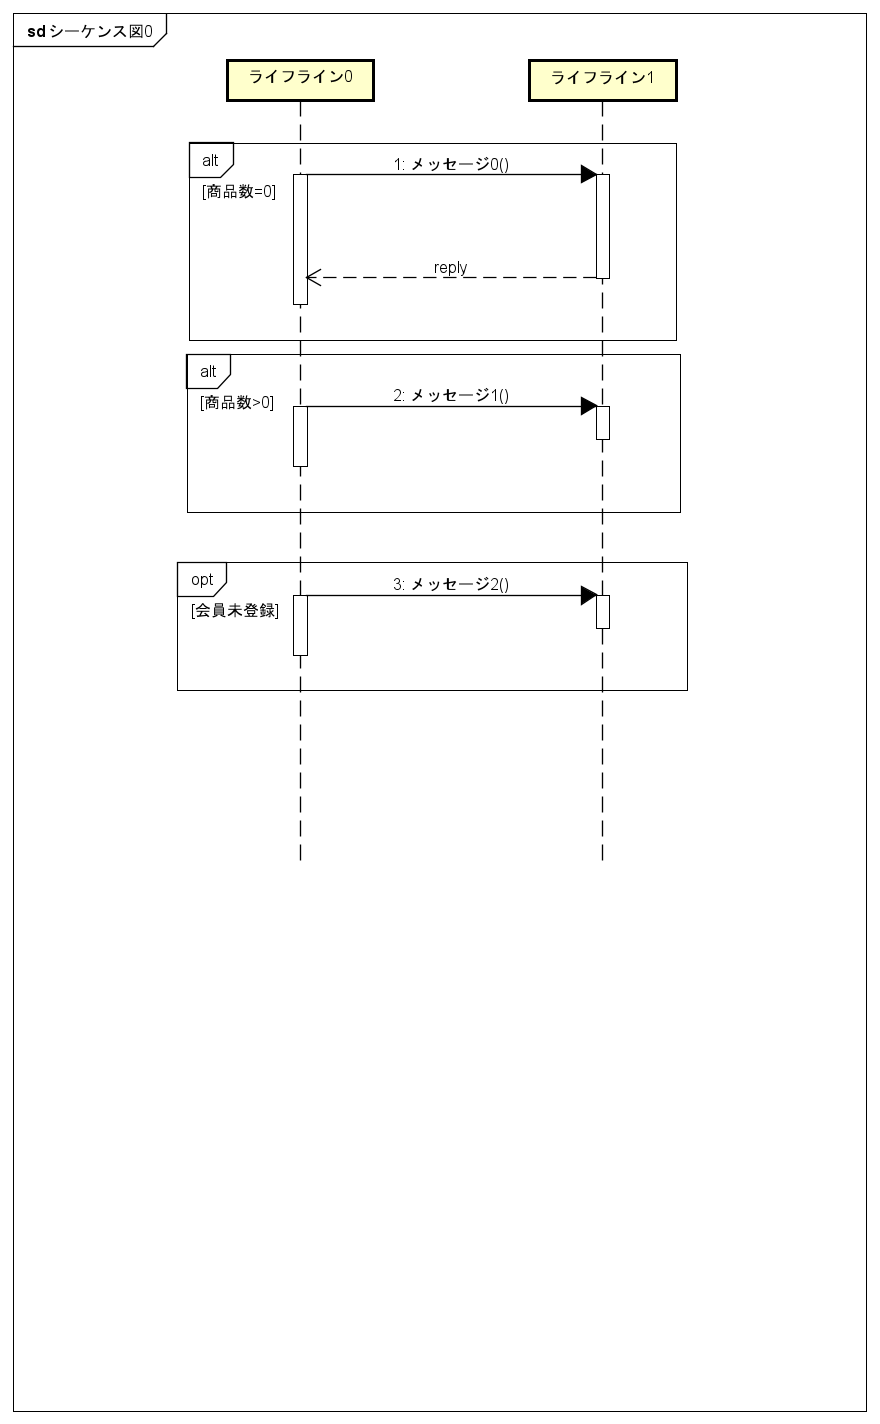 sd シーケンス図0
ライフライン0
ライフライン1
alt
1: メッセージ0()
[商品数=0]
reply
alt
2: メッセージ1()
[商品数>0]
opt
3: メッセージ2()
[会員未登録]